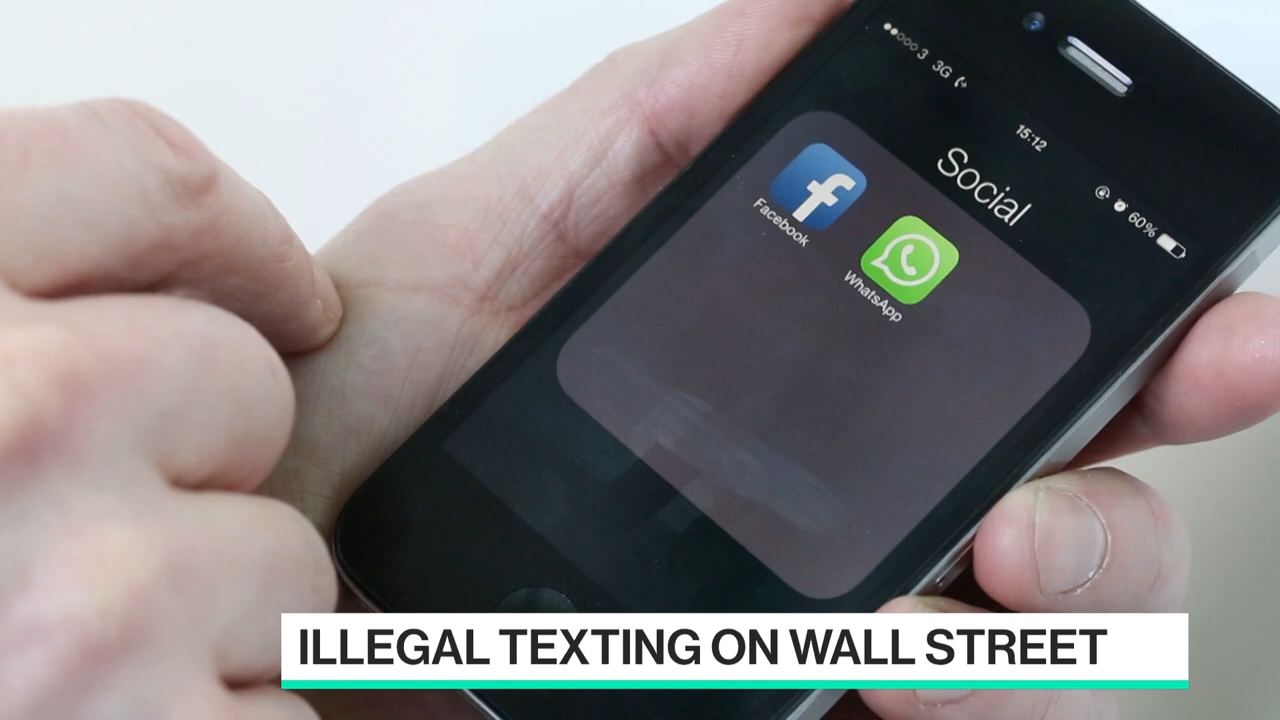 3 3G
15:12
60%
Social
Facebook
WhatsApp
ILLEGAL TEXTING ON WALL STREET